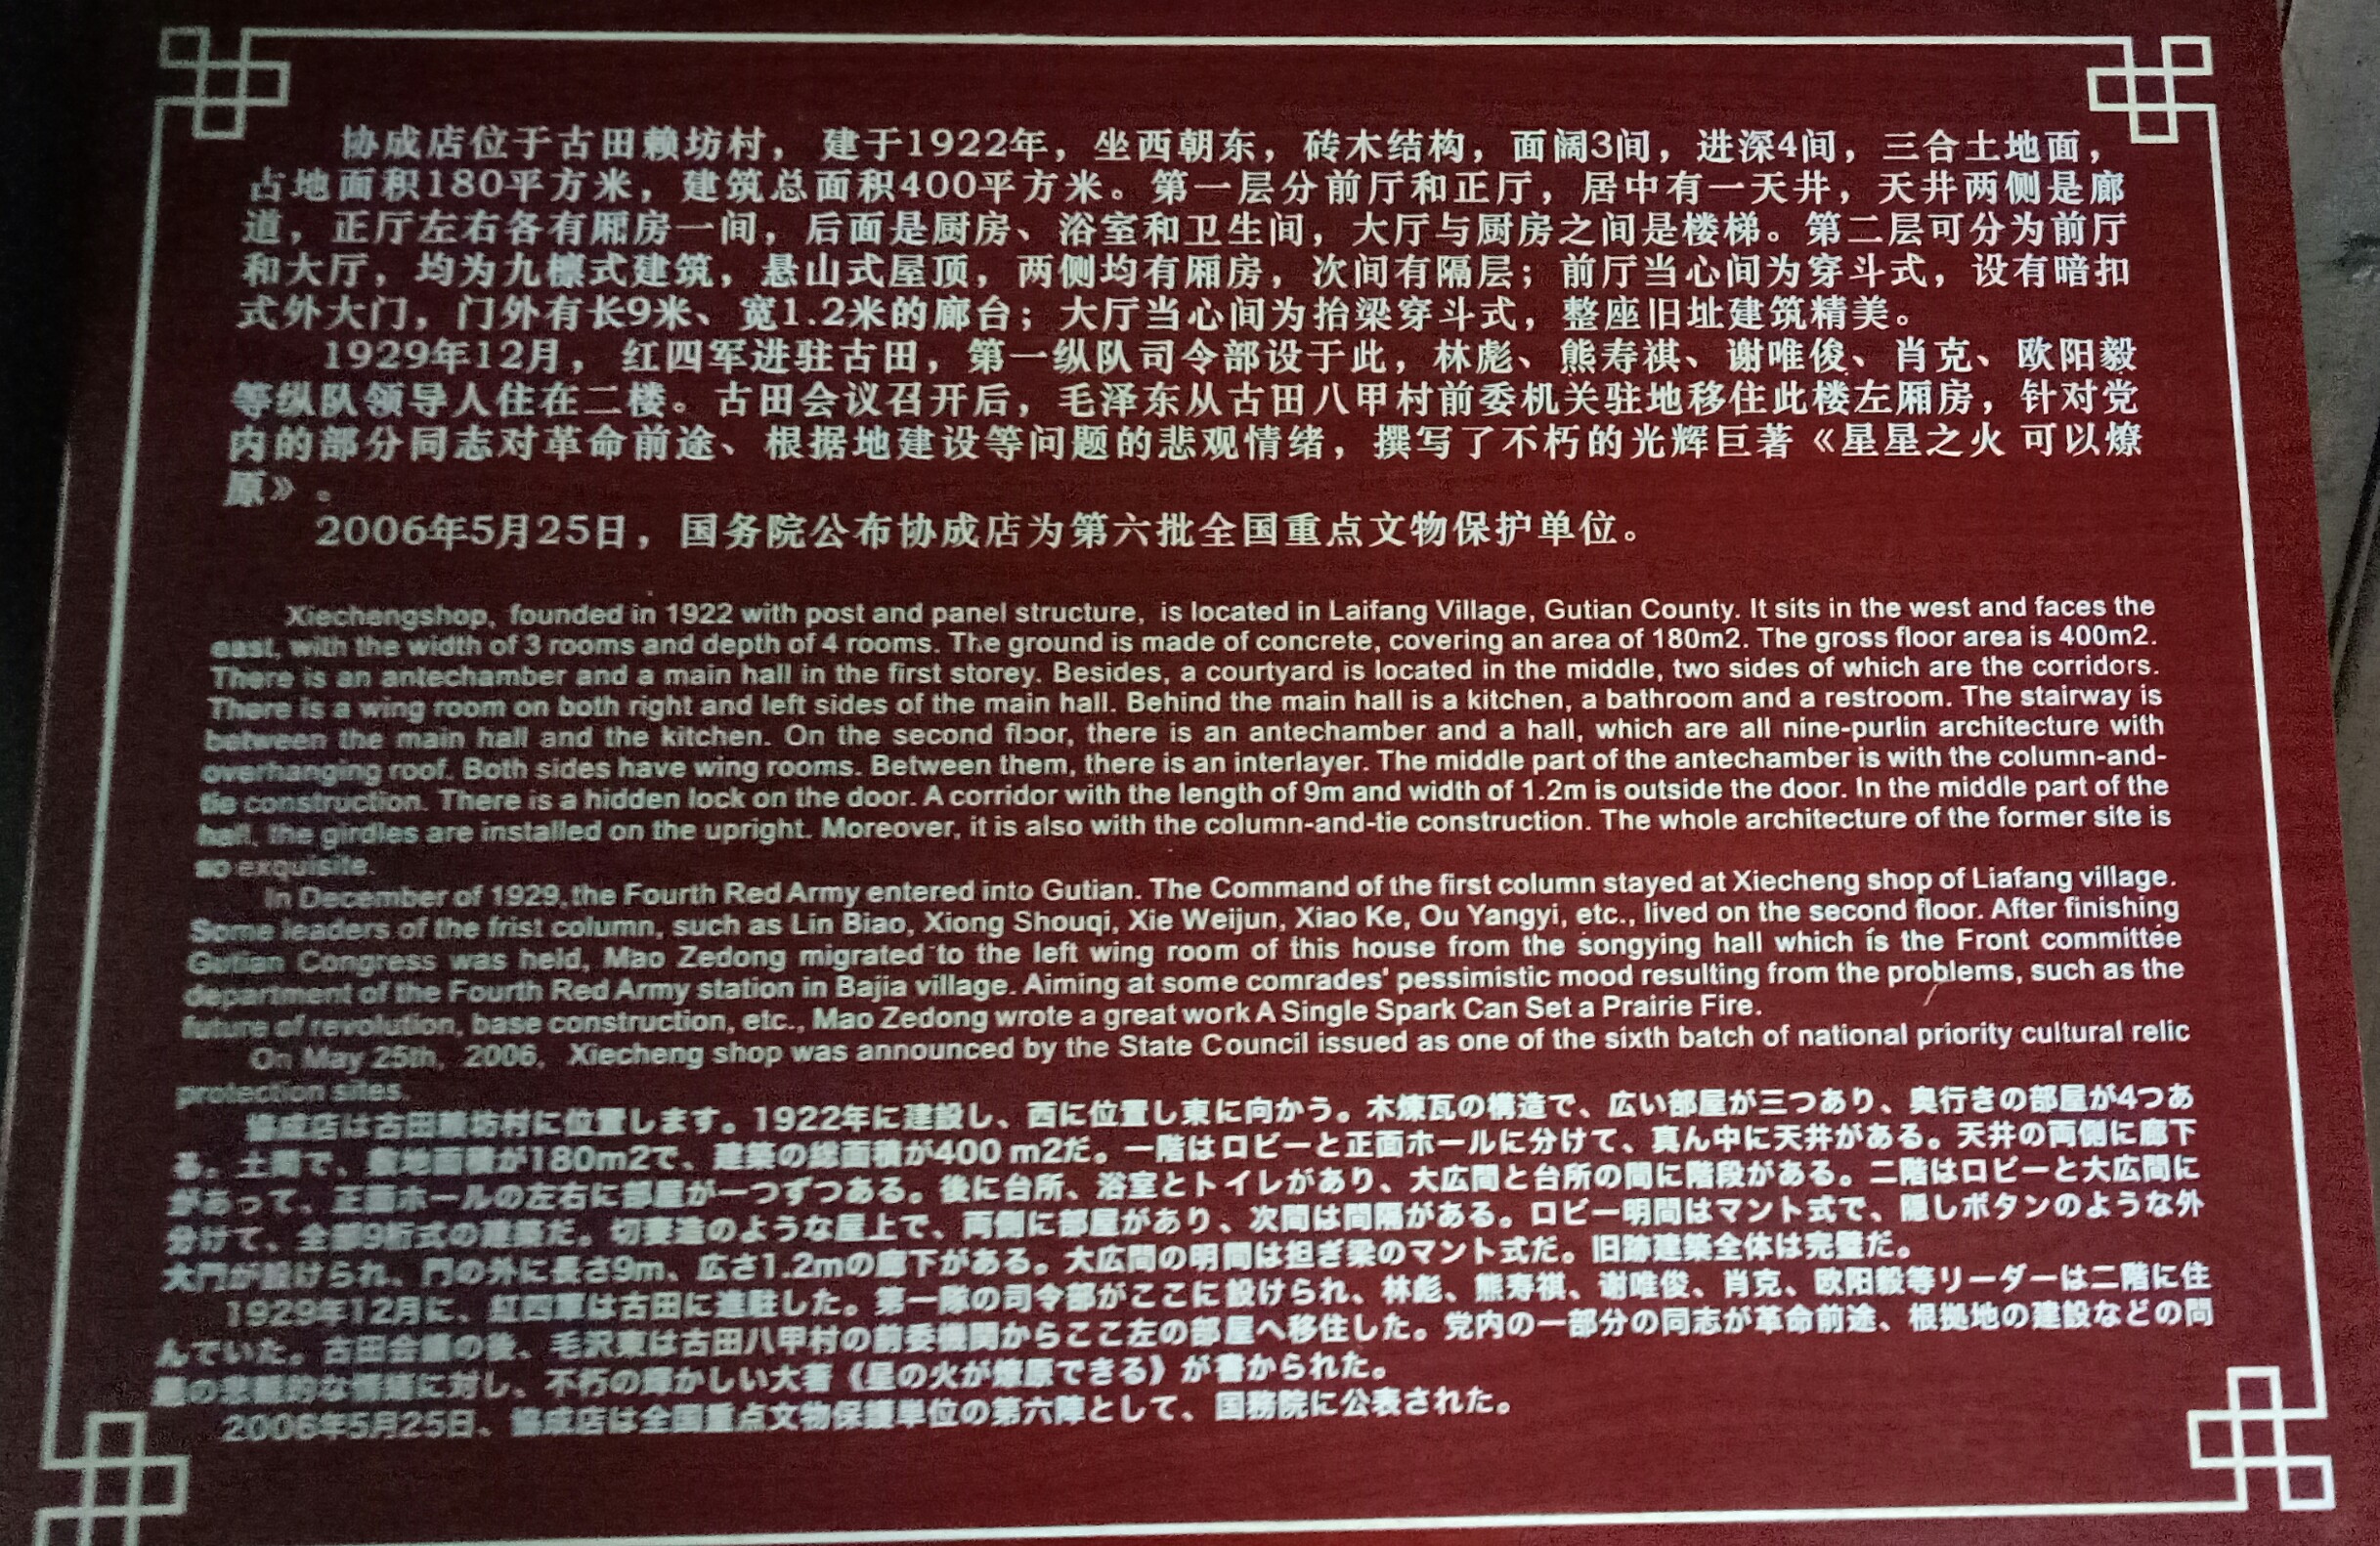 协成店位于古田赖坊村，建于1922年，坐西朝东，砖木结构，面阔3间，进深4间，三合土地面，
占地面积180平方米，建筑总面积400平方米。第一层分前厅和正厅，居中有一天井，天井两侧是廊
道，正厅左右各有厢房一间，后面是厨房、浴室和卫生间，大厅与厨房之间是楼梯。第二层可分为前厅
和大厅，均为九檩式建筑，悬山式屋顶，两侧均有厢房，次间有隔层；前厅当心间为穿斗式，设有暗扣
式外大门，门外有长9米、宽1.2米的廊台；大厅当心间为抬梁穿斗式，整座旧址建筑精美。
1929年12月，红四军进驻古田，第一纵队司令部设于此，林彪、熊寿祺、谢唯俊、肖克、欧阳毅
等纵队领导人住在二楼。古田会议召开后，毛泽东从古田八甲村前委机关驻地移住此楼左厢房，针对党
内的部分同志对革命前途、根据地建设等问题的悲观情绪，撰写了不朽的光辉巨著《星星之火 可以燎
原》。
2006年5月25日，国务院公布协成店为第六批全国重点文物保护单位。
Xiechengshop, founded in 1922 with post and panel structure, is located in Laifang Village, Gutian County. It sits in the west and faces the
east, with the width of 3 rooms and depth of 4 rooms. The ground is made of concrete, covering an area of 180m2. The gross floor area is 400m2.
There is an antechamber and a main hall in the first storey. Besides, a courtyard is located in the middle, two sides of which are the corridors.
There is a wing room on both right and left sides of the main hall. Behind the main hall is a kitchen, a bathroom and a restroom. The stairway is
between the main hall and the kitchen. On the second floor, there is an antechamber and a hall, which are all nine-purlin architecture with
overhanging roof. Both sides have wing rooms. Between them, there is an interlayer. The middle part of the antechamber is with the column-and-
tie construction. There is a hidden lock on the door. A corridor with the length of 9m and width of 1.2m is outside the door. In the middle part of the
hall, the girdles are installed on the upright. Moreover, it is also with the column-and-tie construction. The whole architecture of the former site is
so exquisite.
In December of 1929, the Fourth Red Army entered into Gutian. The Command of the first column stayed at Xiecheng shop of Liafang village.
Some leaders of the frist column, such as Lin Biao, Xiong Shouqi, Xie Weijun, Xiao Ke, Ou Yangyi, etc., lived on the second floor. After finishing
Gutian Congress was held, Mao Zedong migrated to the left wing room of this house from the songying hall which is the Front committee
department of the Fourth Red Army station in Bajia village. Aiming at some comrades' pessimistic mood resulting from the problems, such as the
future of revolution, base construction, etc., Mao Zedong wrote a great work A Single Spark Can Set a Prairie Fire.
On May 25th, 2006, Xiecheng shop was announced by the State Council issued as one of the sixth batch of national priority cultural relic
protection sites.
協成店は古田頼坊村に位置します。1922年に建設し、西に位置し東に向かう。木煉瓦の構造で、広い部屋が三つあり、奥行きの部屋が4つあ
る。土間で、敷地面積が180m2で、建築の総面積が400 m2だ。一階はロビーと正面ホールに分けて、真ん中に天井がある。天井の両側に廊下
があって、正面ホールの左右に部屋が一つずつある。後に台所、浴室とトイレがあり、大広間と台所の間に階段がある。二階はロビーと大広間に
分けて、全部9桁式の建築だ。切妻造のような屋上で、両側に部屋があり、次間は間隔がある。ロビー明間はマント式で、隠しボタンのような外
大門が設けられ、門の外に長さ9m、広さ1.2mの廊下がある。大広間の明間は担ぎ梁のマント式だ。旧跡建築全体は完璧だ。
1929年12月に、紅四軍は古田に進駐した。第一隊の司令部がここに設けられ、林彪、熊寿祺、谢唯俊、肖克、欧阳毅等リーダーは二階に住
んていた。古田会議の後、毛沢東は古田八甲村の前委機関からここ左の部屋へ移住した。党内の一部分の同志が革命前途、根拠地の建設などの問
題の悲観的な情緒に対し、不朽の輝かしい大著《星の火が燎原できる》が書かられた。
2006年5月25日、協成店は全国重点文物保護単位の第六陣として、国務院に公表された。